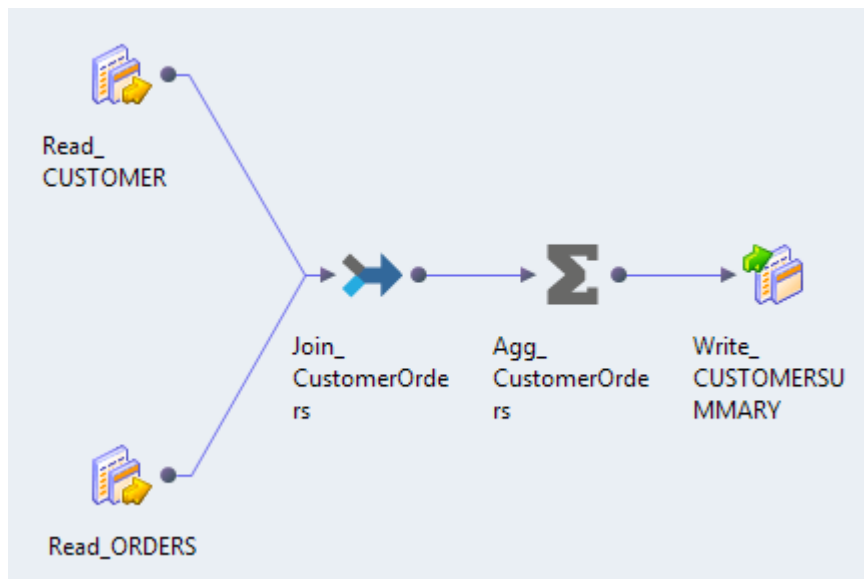 Read_
CUSTOMER
Join_
CustomerOrde
rs
Agg_
CustomerOrde
rs
Write_
CUSTOMERSU
MMARY
Read_ORDERS